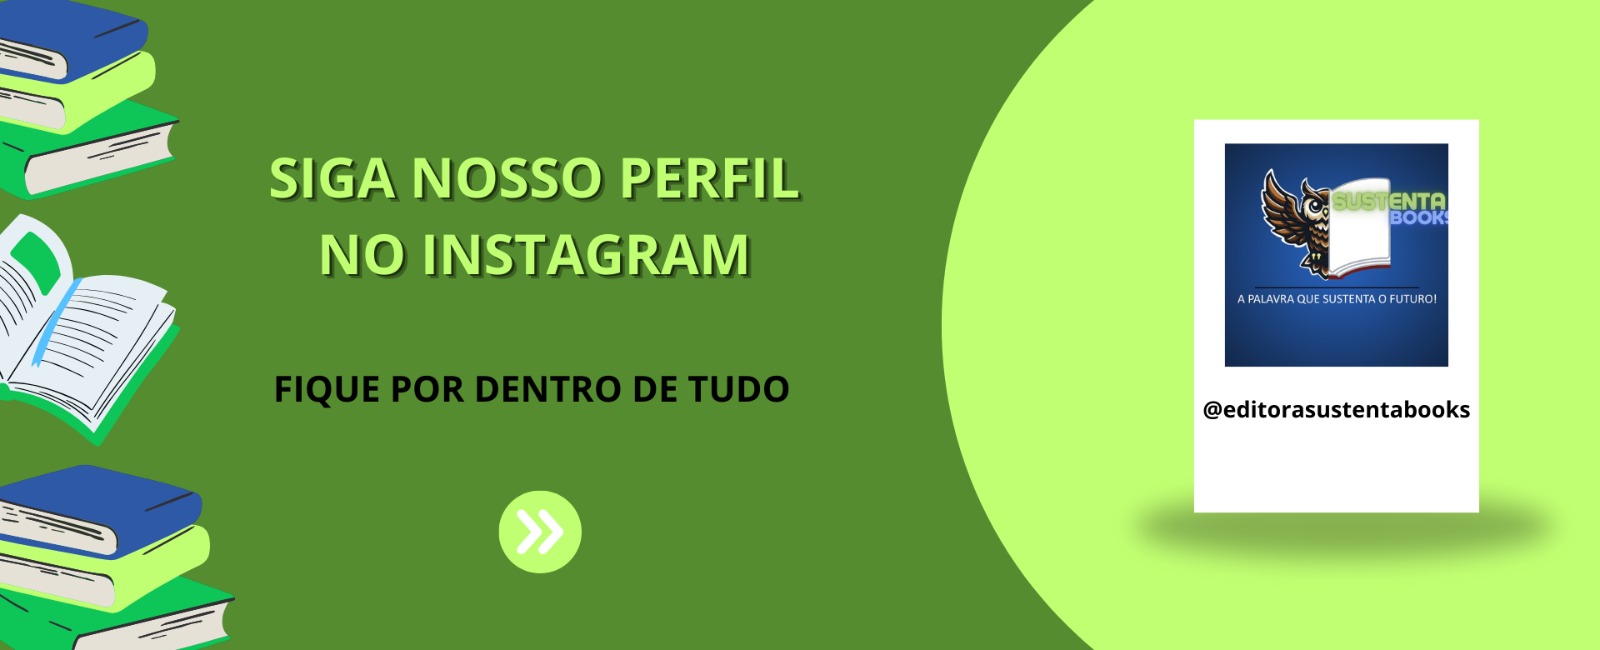 SIGA NOSSO PERFIL
NO INSTAGRAM
FIQUE POR DENTRO DE TUDO
SUSTENTA
BOOKS
A PALAVRA QUE SUSTENTA O FUTURO!
@editorasustentabooks